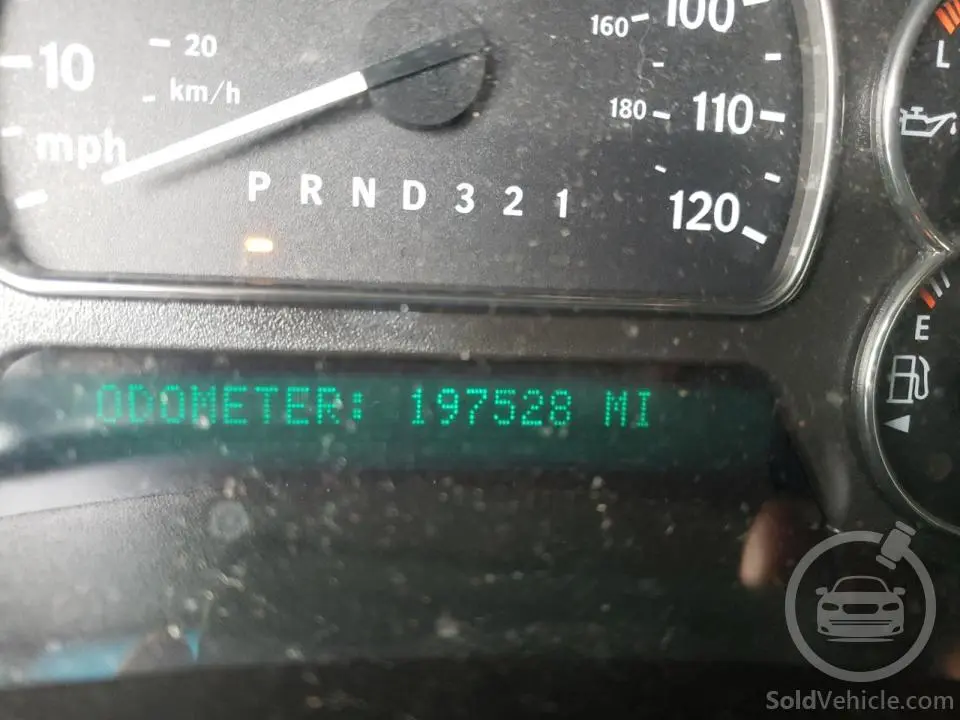 160 100
20
10 km/h
180 110
mph
P R N D 3 2 1
120
L
E
ODOMETER: 197528 MI
SoldVehicle.com